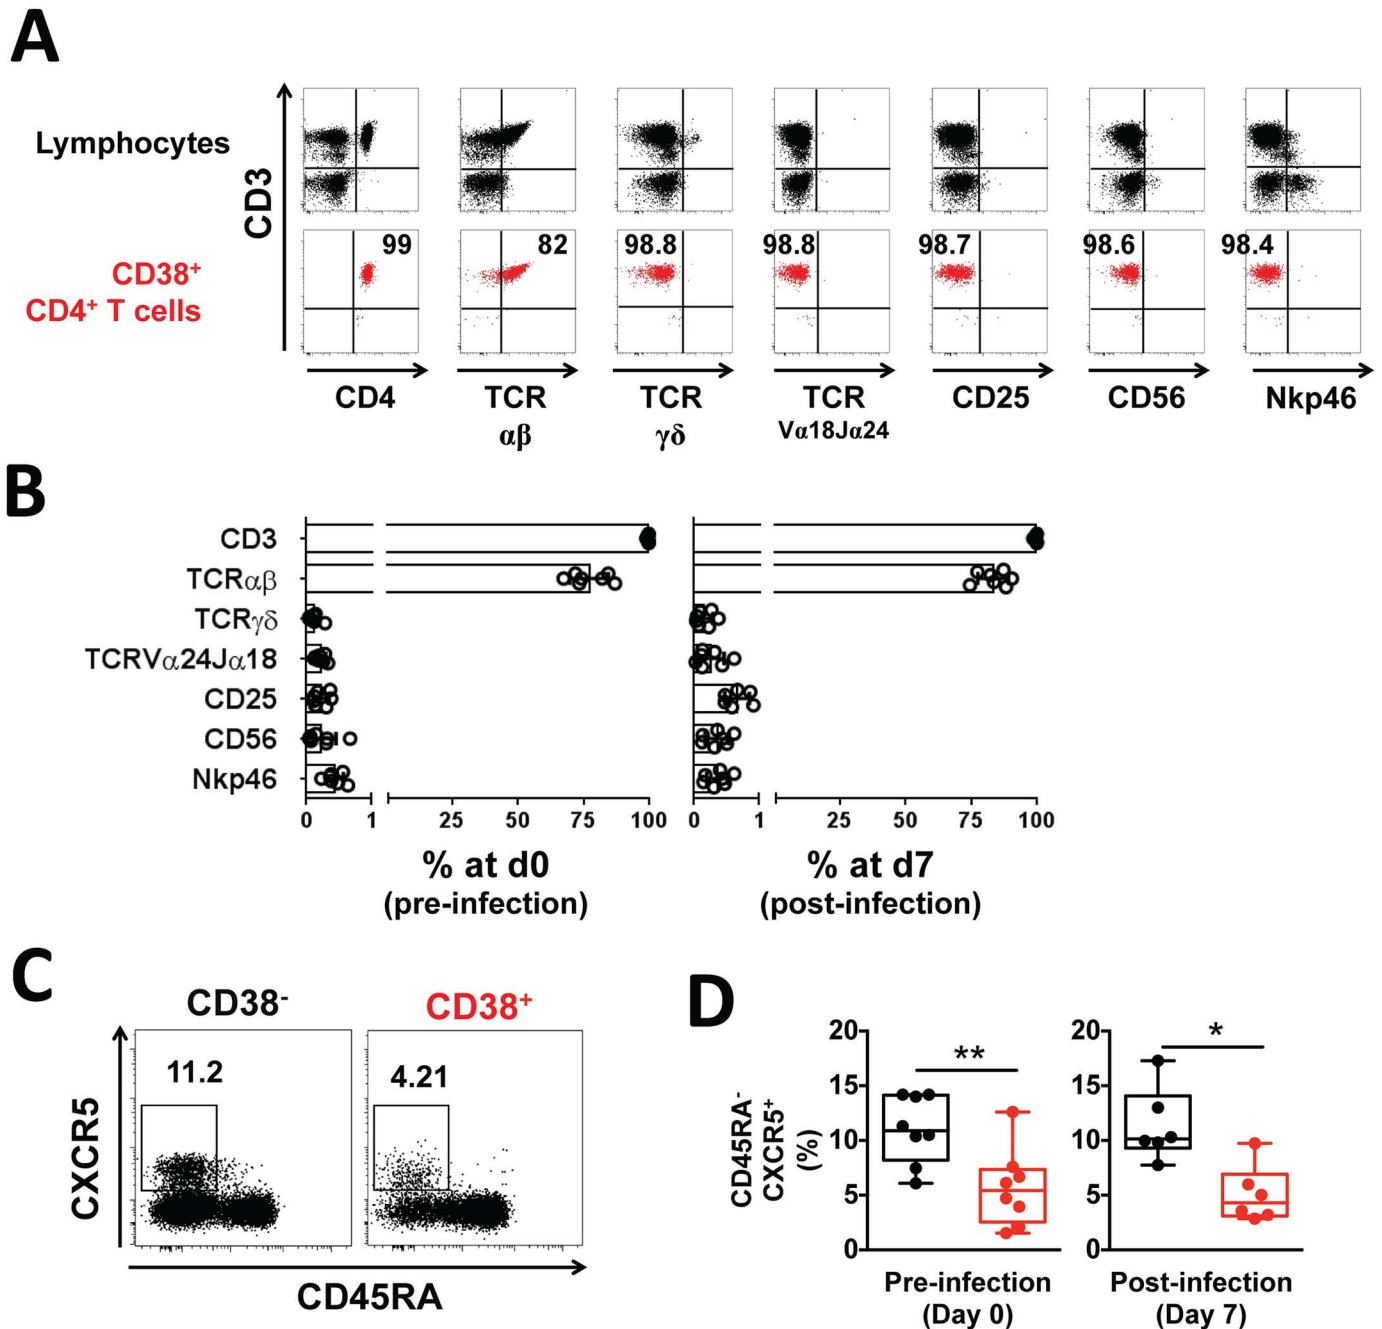 A
Lymphocytes
CD3
99 82 98.8 98.8 98.7 98.6 98.4
CD38+
CD4+ T cells
CD4 TCR TCR TCR CD25 CD56 Nkp46
αβ γδ Vα18Jα24
B
CD3
TCRαβ
TCRγδ
TCRVα24Jα18
CD25
CD56
Nkp46
0 1 25 50 75 100 0 1 25 50 75 100
% at d0 % at d7
(pre-infection) (post-infection)
C
CD38- CD38+
11.2 4.21
CXCR5
CD45RA
D
CD45RA-
CXCR5+
(%)
20 20
** *
15 15
10 10
5 5
0 0
Pre-infection Post-infection
(Day 0) (Day 7)